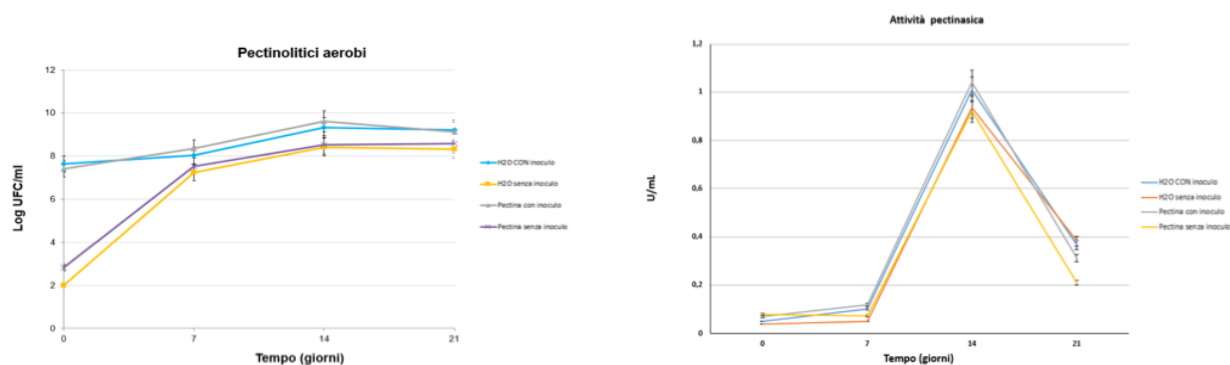 Pectinolitici aerobi
12
10
8
6
4
2
0
Log UFC/ml
0 7 14 21
Tempo (giorni)
H2O CON inoculo
H2O senza inoculo
Pectina con inoculo
Pectina senza inoculo
Attività pectinasica
1,2
1
0,8
0,6
0,4
0,2
0
U/mL
0 7 14 21
Tempo (giorni)
H2O CON inoculo
H2O senza inoculo
Pectina con inoculo
Pectina senza inoculo